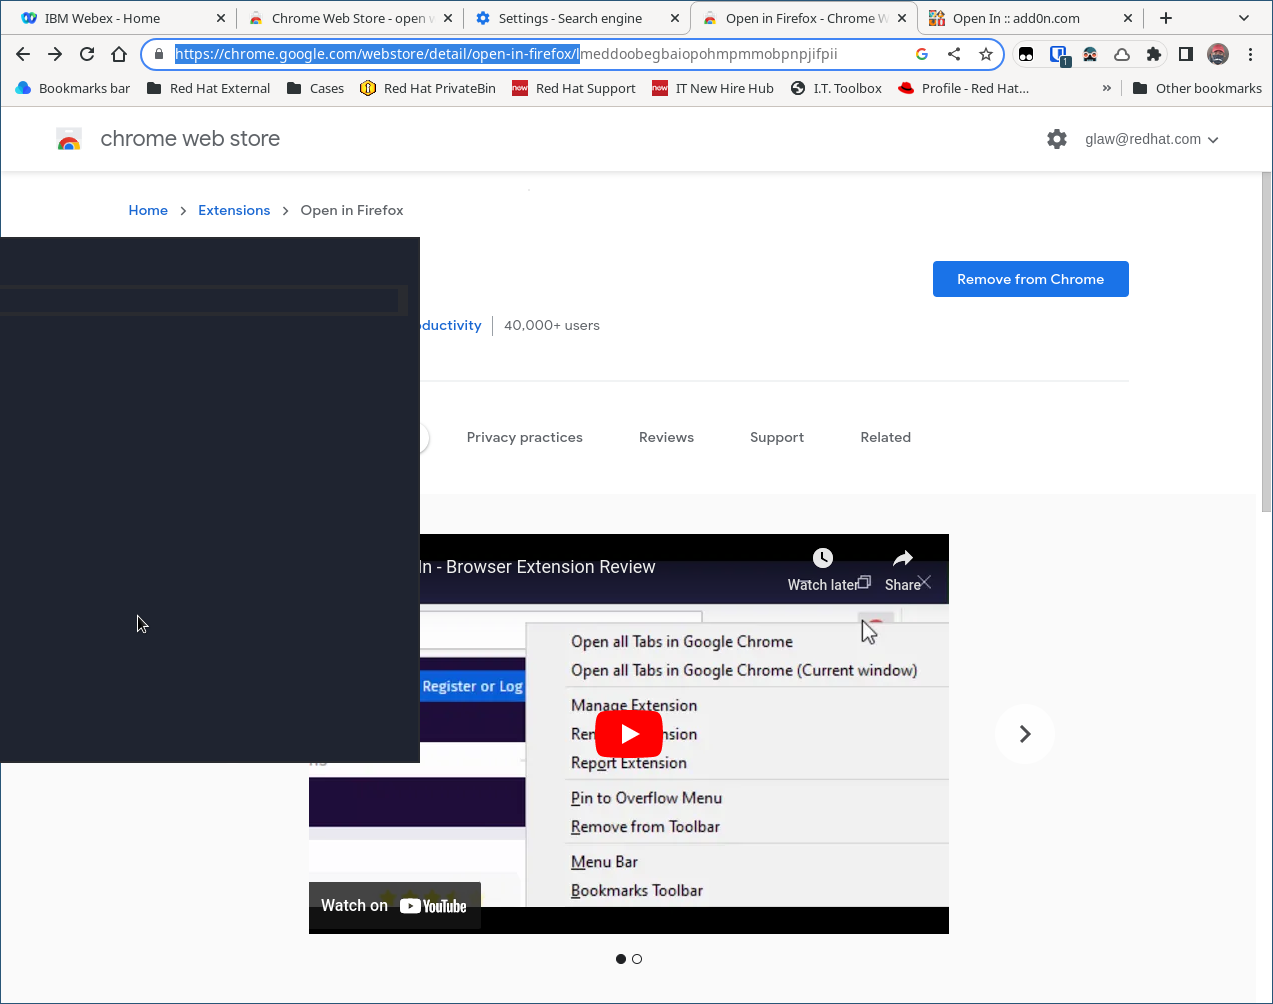 IBM Webex - Home
Chrome Web Store - open w
Settings - Search engine
Open in Firefox - Chrome W
Open In :: add0n.com
https://chrome.google.com/webstore/detail/open-in-firefox/lmeddoobegbaiopohmpmmobpnpjifpii
1
Bookmarks bar
Red Hat External
Cases
Red Hat PrivateBin
now
Red Hat Support
now
IT New Hire Hub
I.T. Toolbox
Profile - Red Hat...
»
Other bookmarks
chrome web store
glaw@redhat.com
Home
Extensions
Open in Firefox
Remove from Chrome
oductivity
40,000+ users
Privacy practices
Reviews
Support
Related
In - Browser Extension Review
Watch later
Share
Open all Tabs in Google Chrome
Open all Tabs in Google Chrome (Current window)
Register or Log
Manage Extension
Report Extension
Pin to Overflow Menu
Remove from Toolbar
Menu Bar
Bookmarks Toolbar
Watch on YouTube